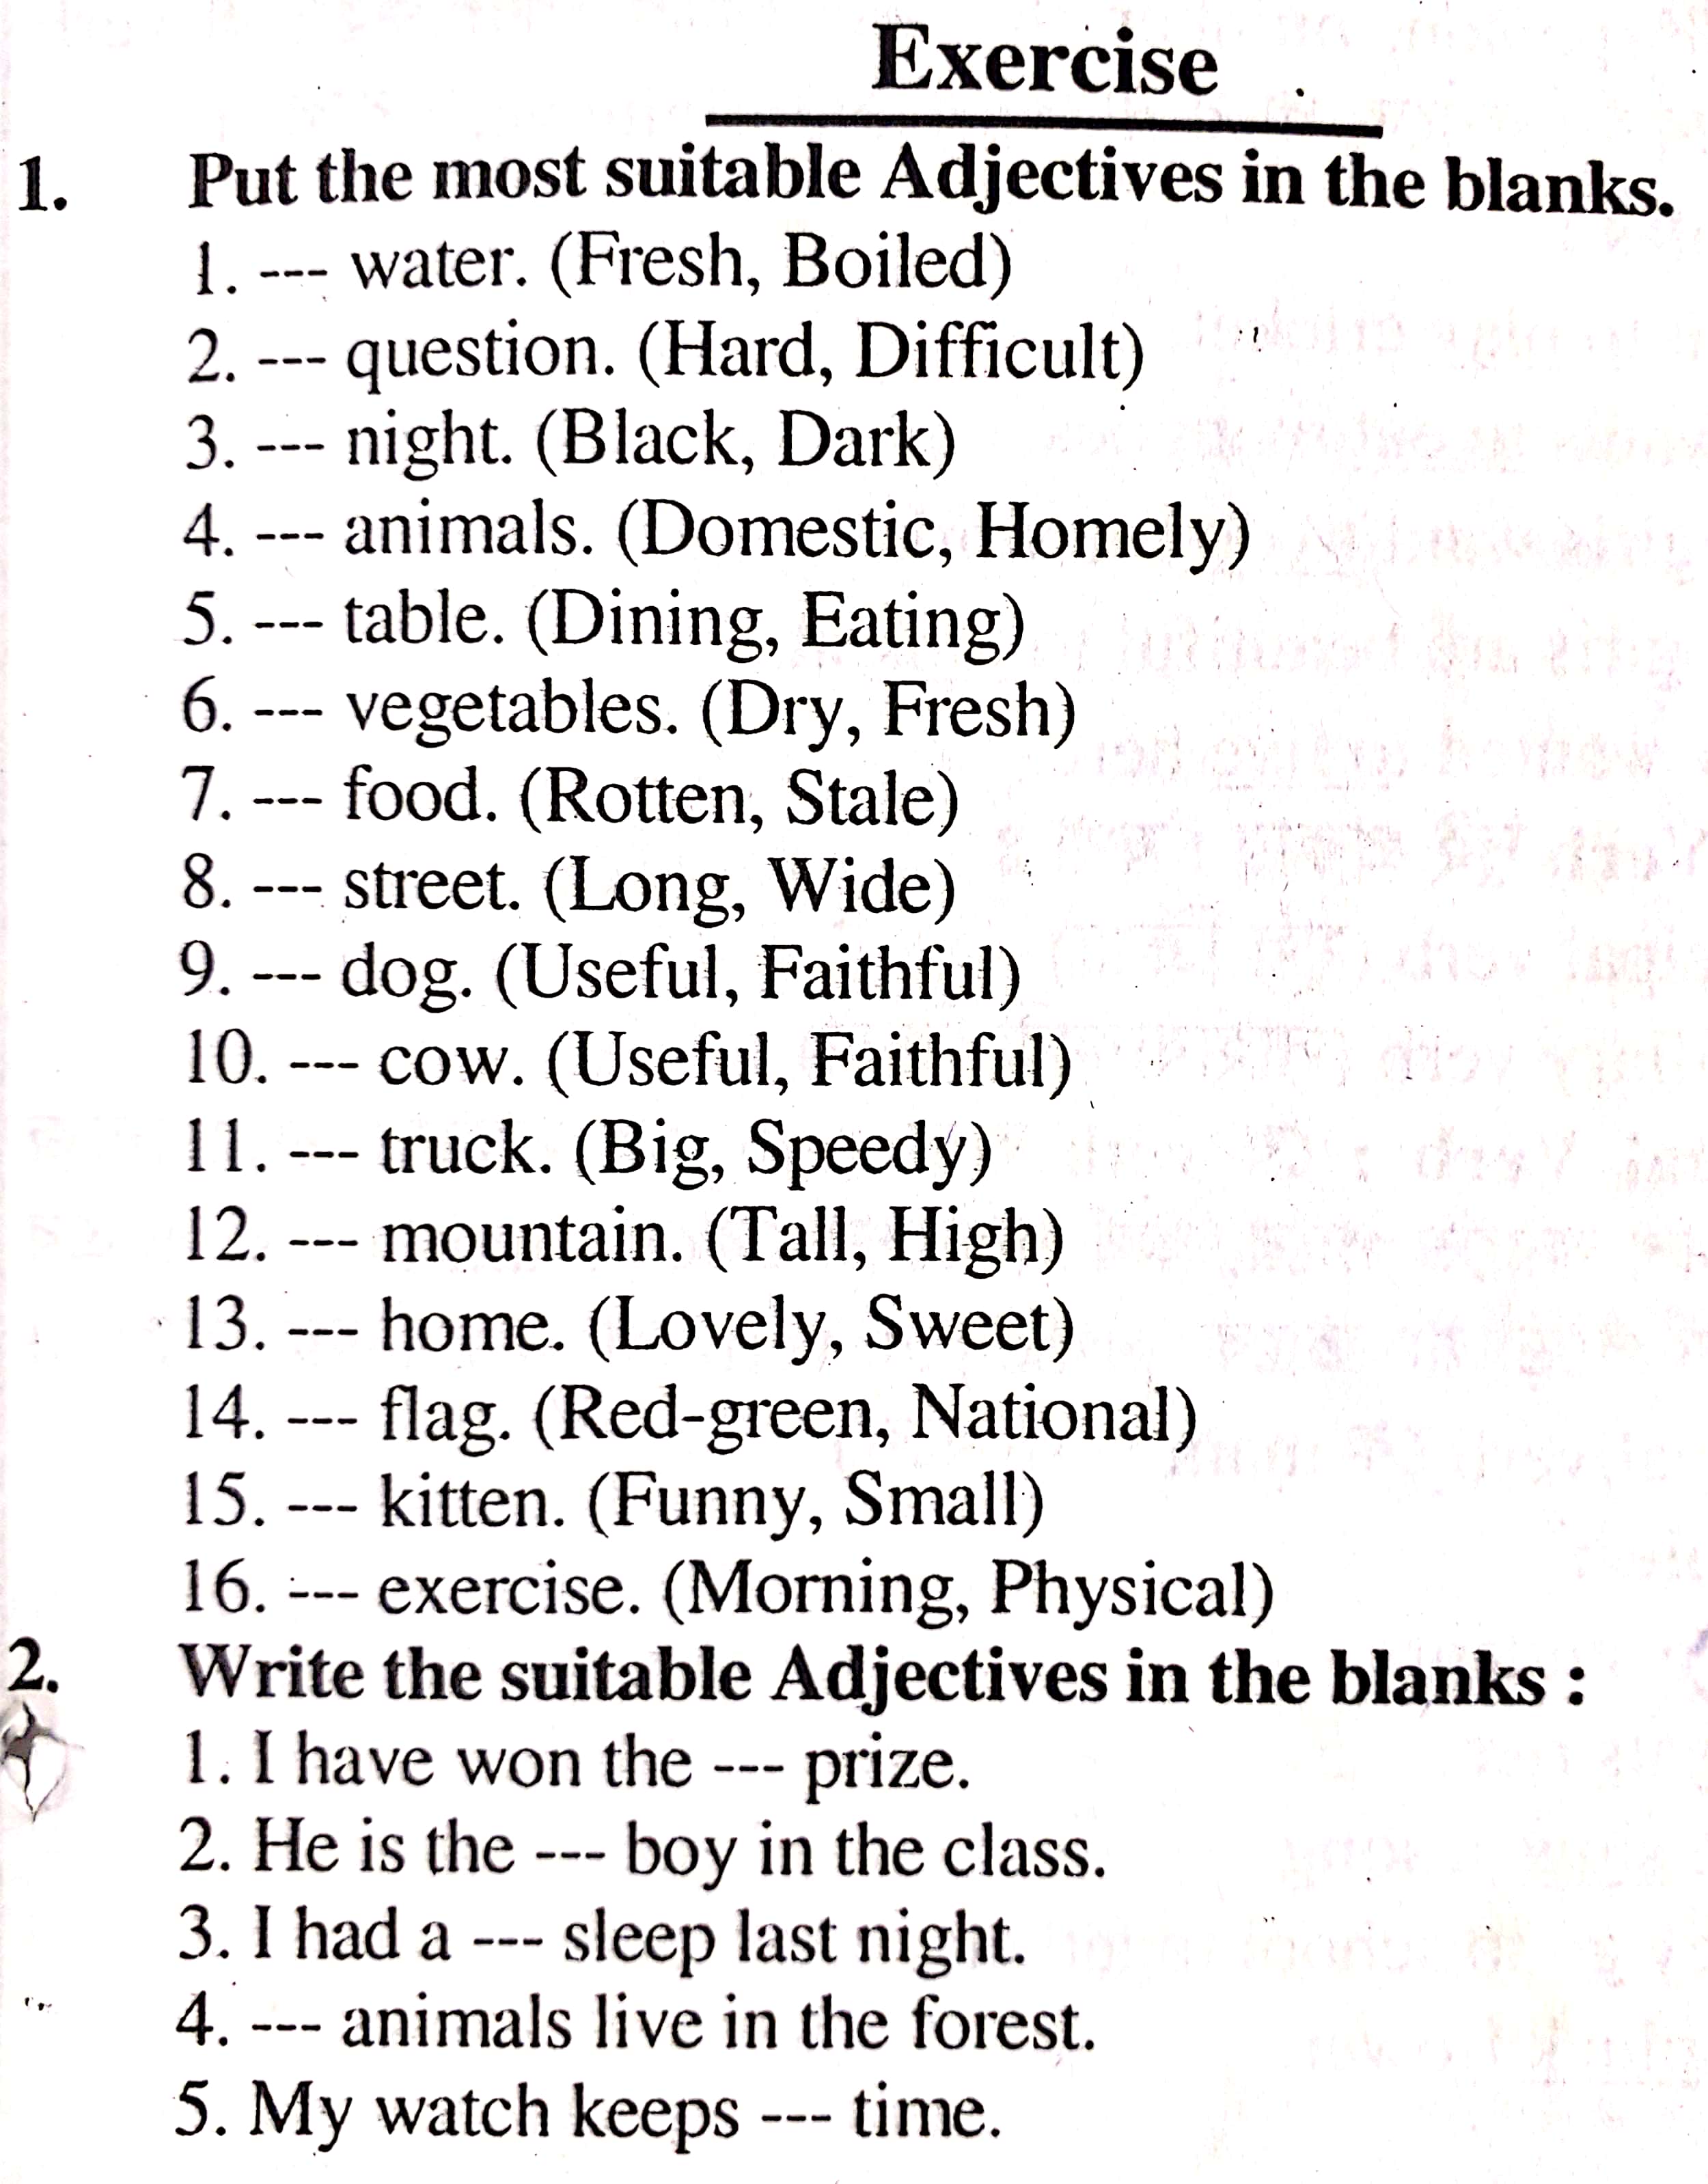 Exercise
1. Put the most suitable Adjectives in the blanks.
1. --- water. (Fresh, Boiled)
2. --- question. (Hard, Difficult)
3. --- night. (Black, Dark)
4. --- animals. (Domestic, Homely)
5. --- table. (Dining, Eating)
6. --- vegetables. (Dry, Fresh)
7. --- food. (Rotten, Stale)
8. --- street. (Long, Wide)
9. --- dog. (Useful, Faithful)
10. --- cow. (Useful, Faithful)
11. --- truck. (Big, Speedy)
12. --- mountain. (Tall, High)
13. --- home. (Lovely, Sweet)
14. --- flag. (Red-green, National)
15. --- kitten. (Funny, Small)
16. --- exercise. (Morning, Physical)
2. Write the suitable Adjectives in the blanks :
1. I have won the --- prize.
2. He is the --- boy in the class.
3. I had a --- sleep last night.
4. --- animals live in the forest.
5. My watch keeps --- time.